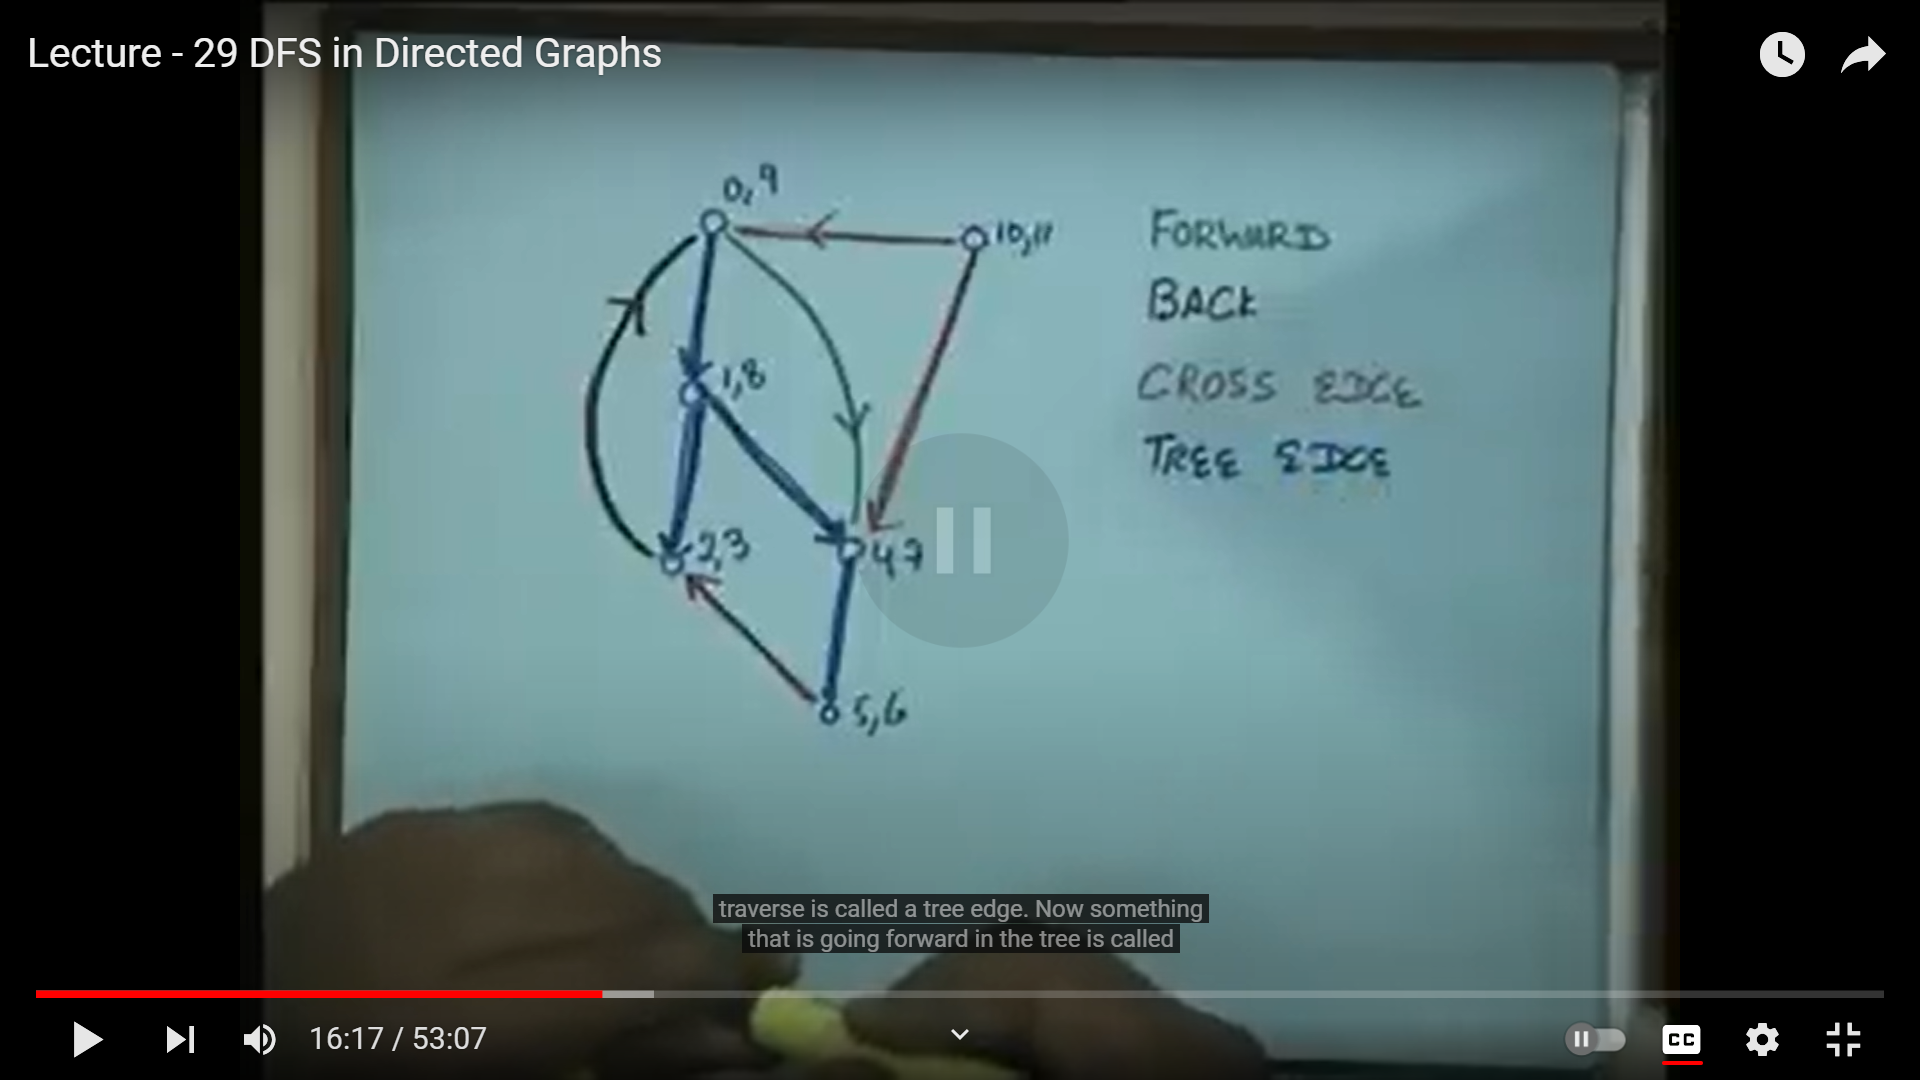 Lecture - 29 DFS in Directed Graphs
0,9
10,11
1,8
2,3
4,7
5,6
FORWARD
BACK
CROSS EDGE
TREE EDGE
traverse is called a tree edge. Now something
that is going forward in the tree is called
16:17 / 53:07
CC